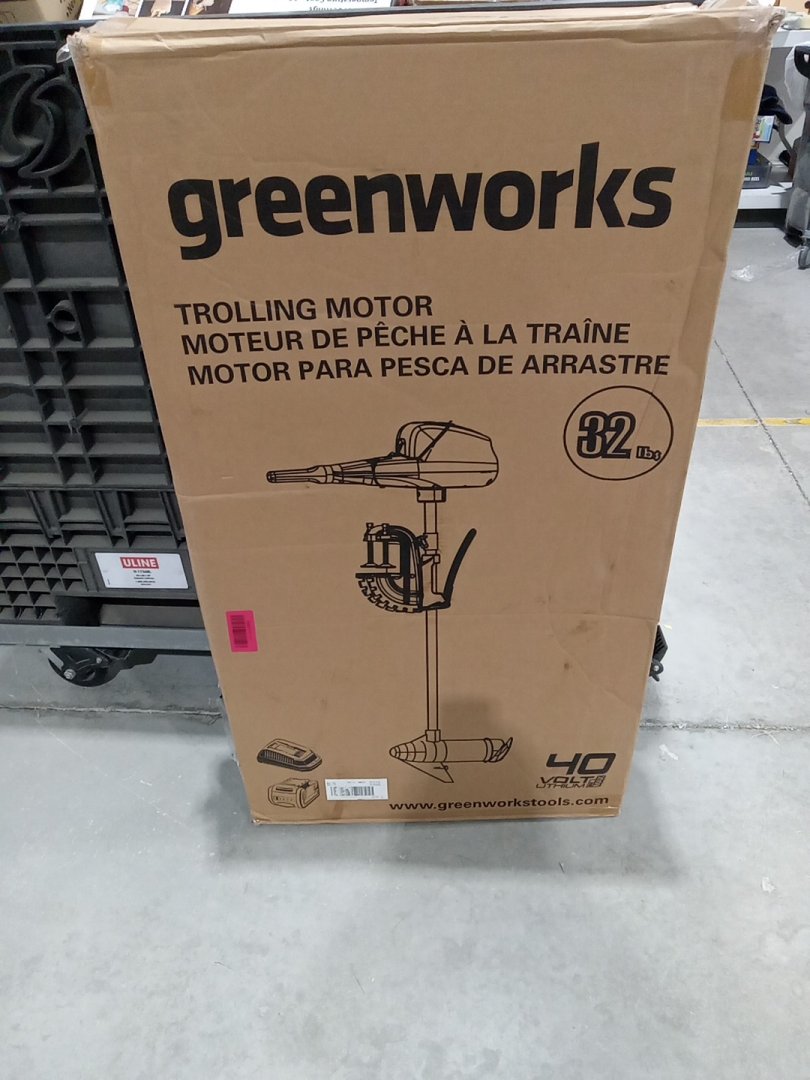 greenworks
TROLLING MOTOR
MOTEUR DE PÊCHE À LA TRAÎNE
MOTOR PARA PESCA DE ARRASTRE
32 lbs
ULINE
40
VOLT
LITHIUM
www.greenworkstools.com